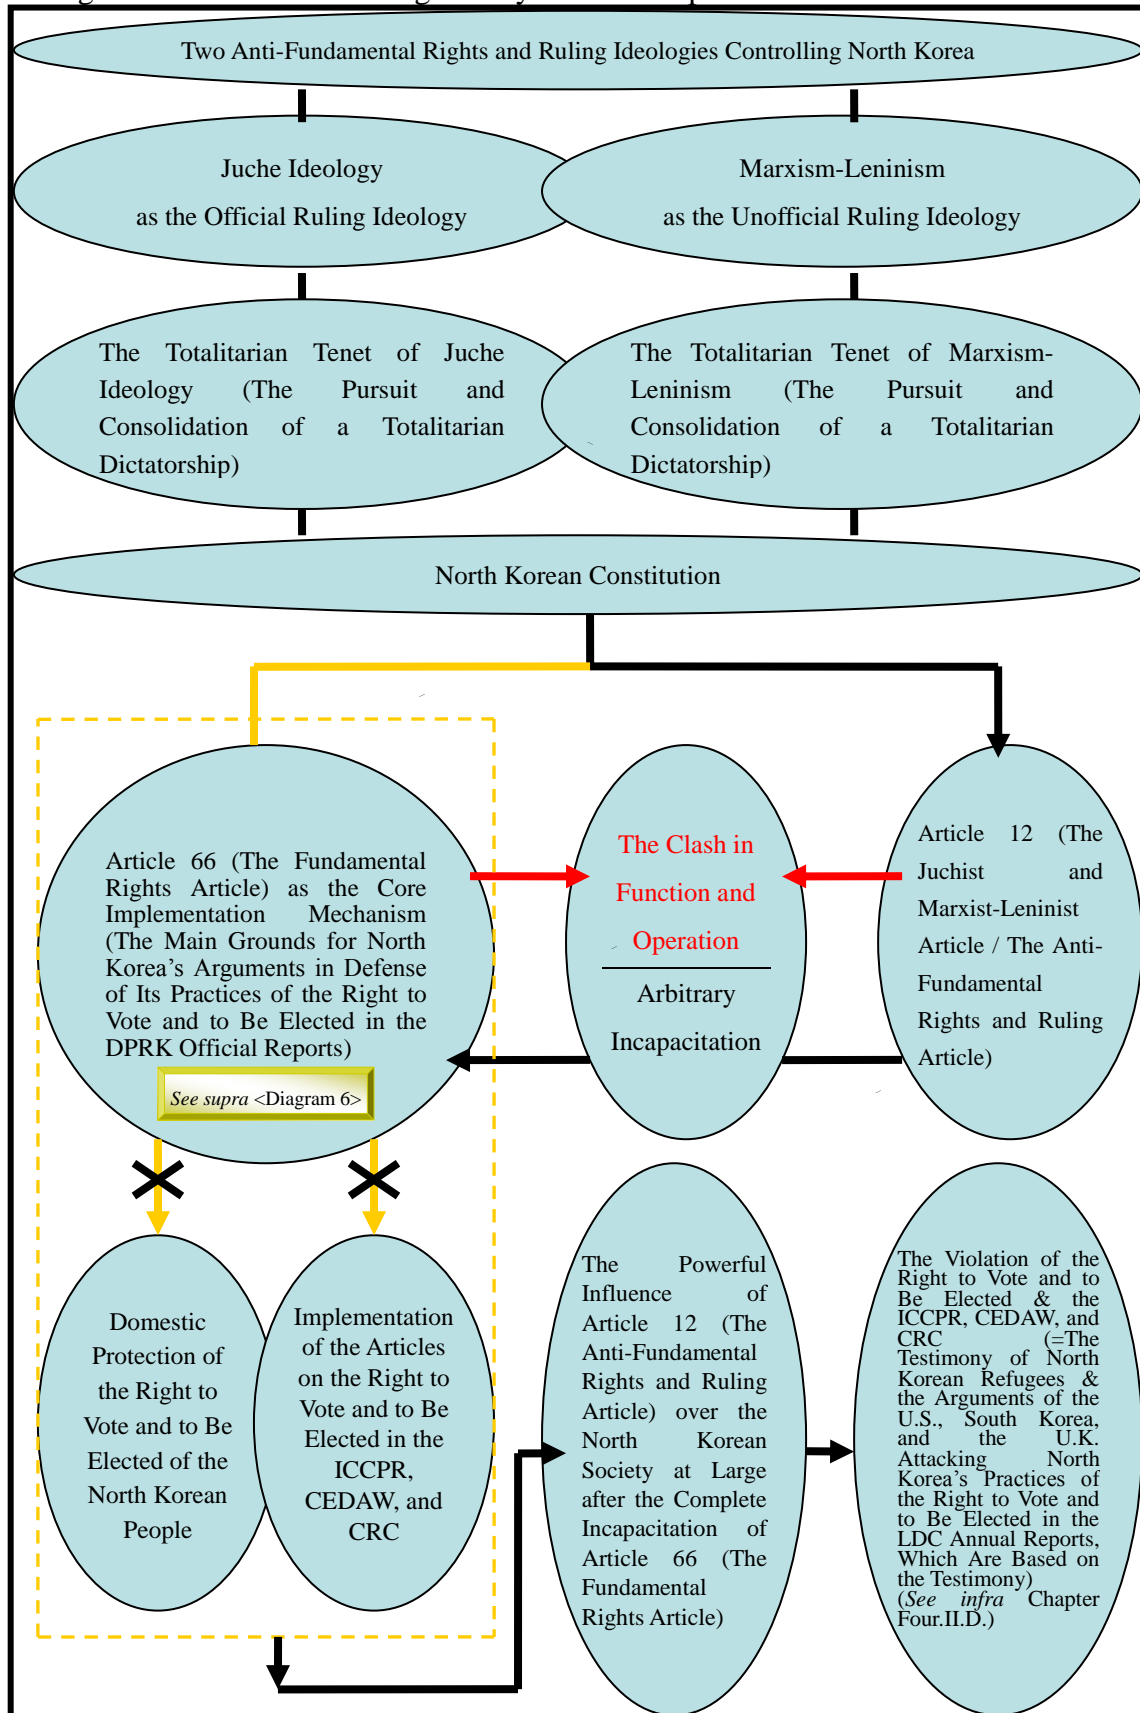 Two Anti-Fundamental Rights and Ruling Ideologies Controlling North Korea
Juche Ideology
as the Official Ruling Ideology
Marxism-Leninism
as the Unofficial Ruling Ideology
The Totalitarian Tenet of Juche
Ideology (The Pursuit and
Consolidation of a Totalitarian
Dictatorship)
The Totalitarian Tenet of Marxism-
Leninism (The Pursuit and
Consolidation of a Totalitarian
Dictatorship)
North Korean Constitution
Article 66 (The Fundamental
Rights Article) as the Core
Implementation Mechanism
(The Main Grounds for North
Korea's Arguments in Defense
of Its Practices of the Right to
Vote and to Be Elected in the
DPRK Official Reports)
See supra <Diagram 6>
The Clash in
Function and
Operation
Arbitrary
Incapacitation
Article 12 (The
Juchist and
Marxist-Leninist
Article / The Anti-
Fundamental
Rights and Ruling
Article)
Domestic
Protection of
the Right to
Vote and to Be
Elected of the
North Korean
People
Implementation
of the Articles
on the Right to
Vote and to Be
Elected in the
ICCPR,
CEDAW, and
CRC
The Powerful
Influence of
Article 12 (The
Anti-Fundamental
Rights and Ruling
Article) over the
North Korean
Society at Large
after the Complete
Incapacitation of
Article 66 (The
Fundamental
Rights Article)
The Violation of the
Right to Vote and to
Be Elected & the
ICCPR, CEDAW, and
CRC (=The
Testimony of North
Korean Refugees &
the Arguments of the
U.S., South Korea,
and the U.K.
Attacking North
Korea's Practices of
the Right to Vote and
to Be Elected in the
LDC Annual Reports,
Which Are Based on
the Testimony)
(See infra Chapter
Four.II.D.)